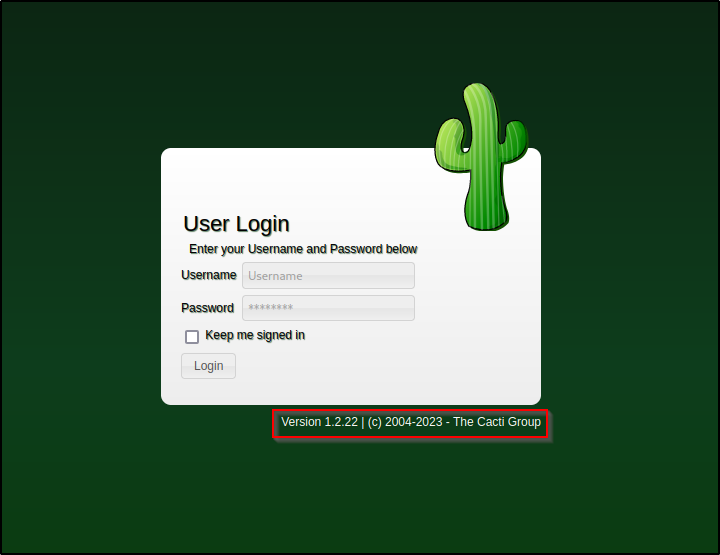 User Login
Enter your Username and Password below
Username Username
Password ********
Keep me signed in
Login
Version 1.2.22 | (c) 2004-2023 - The Cacti Group